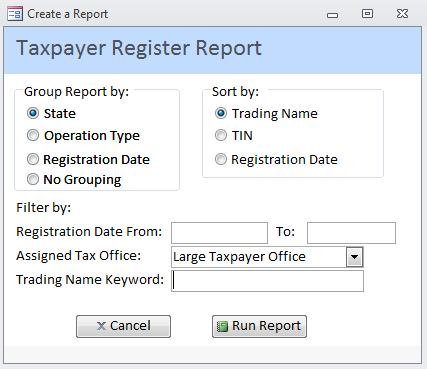 Create a Report
Taxpayer Register Report
Group Report by:
State
Operation Type
Registration Date
No Grouping
Sort by:
Trading Name
TIN
Registration Date
Filter by:
Registration Date From: To:
Assigned Tax Office: Large Taxpayer Office
Trading Name Keyword:
Cancel Run Report